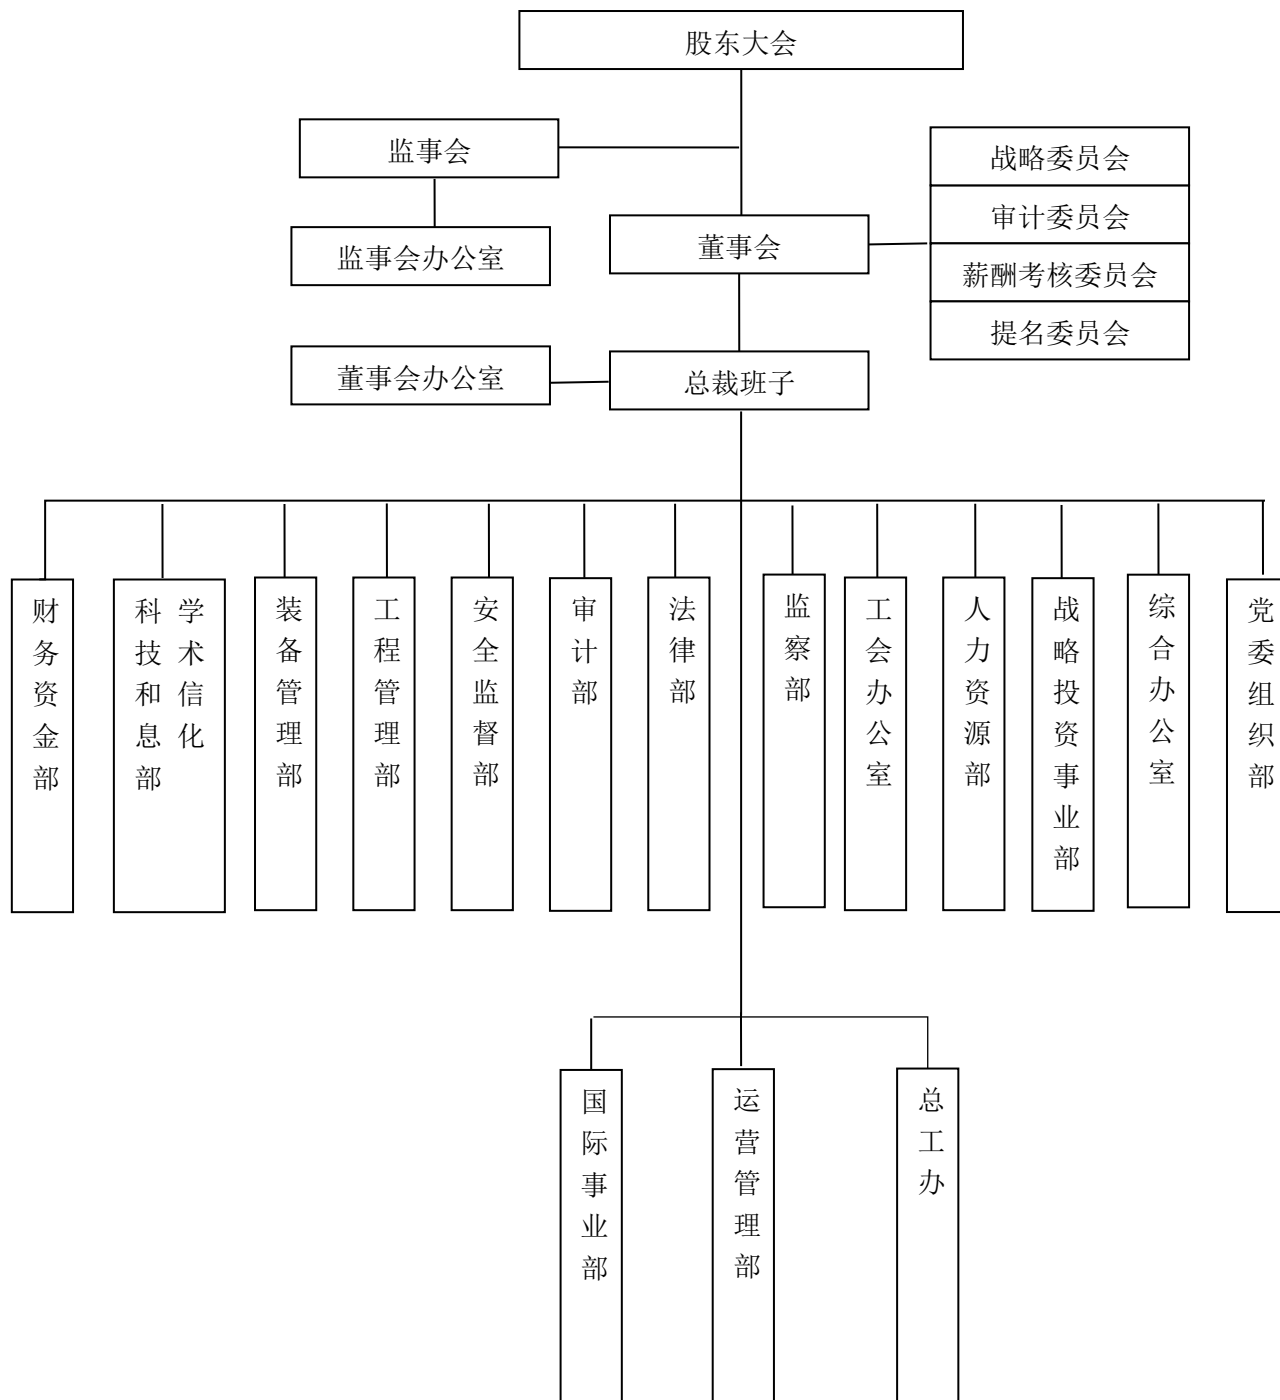 股东大会
监事会
战略委员会
审计委员会
董事会
监事会办公室
薪酬考核委员会
提名委员会
董事会办公室
总裁班子
财务资金部
科学
技术
和信
息化
部
装备管理部
工程管理部
安全监督部
审计部
法律部
监察部
工会办公室
人力资源部
战略投资事业部
综合办公室
党委组织部
国际事业部
运营管理部
总工办